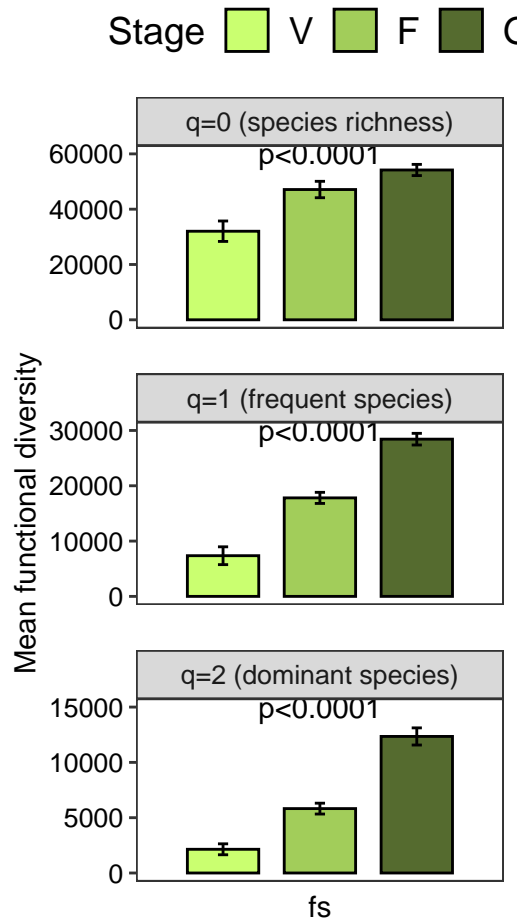 Stage V F
q=0 (species richness)
p<0.0001
60000
40000
20000
0
Mean functional diversity
q=1 (frequent species)
p<0.0001
30000
20000
10000
0
q=2 (dominant species)
p<0.0001
15000
10000
5000
0
fs